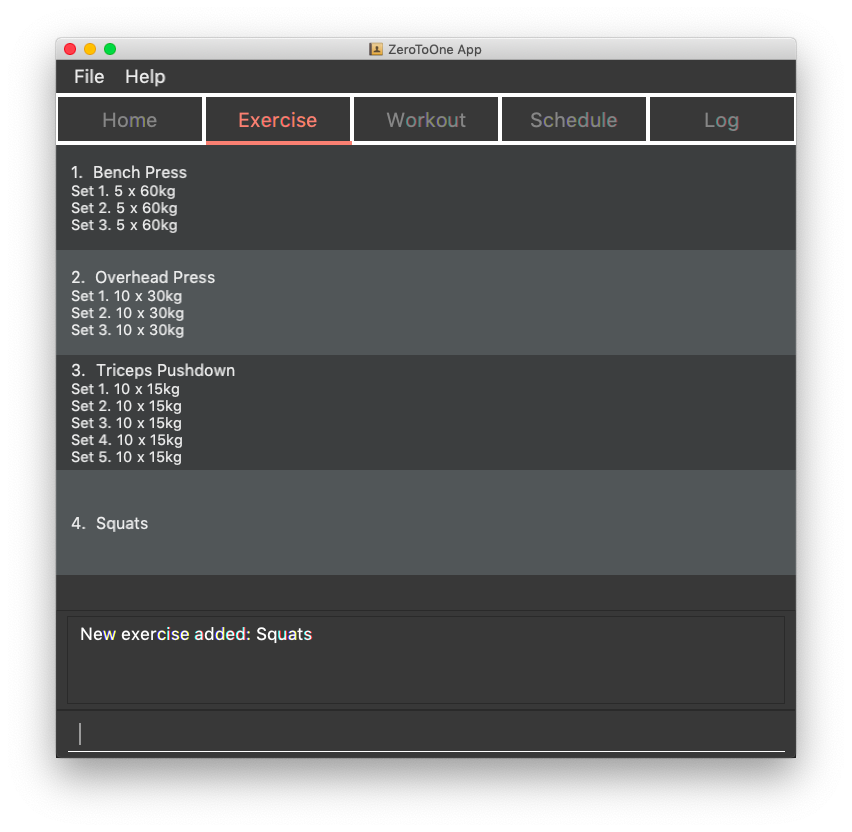 ZeroToOne App
File Help
Home Exercise Workout Schedule Log
1. Bench Press
Set 1. 5 x 60kg
Set 2. 5 x 60kg
Set 3. 5 x 60kg
2. Overhead Press
Set 1. 10 x 30kg
Set 2. 10 x 30kg
Set 3. 10 x 30kg
3. Triceps Pushdown
Set 1. 10 x 15kg
Set 2. 10 x 15kg
Set 3. 10 x 15kg
Set 4. 10 x 15kg
Set 5. 10 x 15kg
4. Squats
New exercise added: Squats